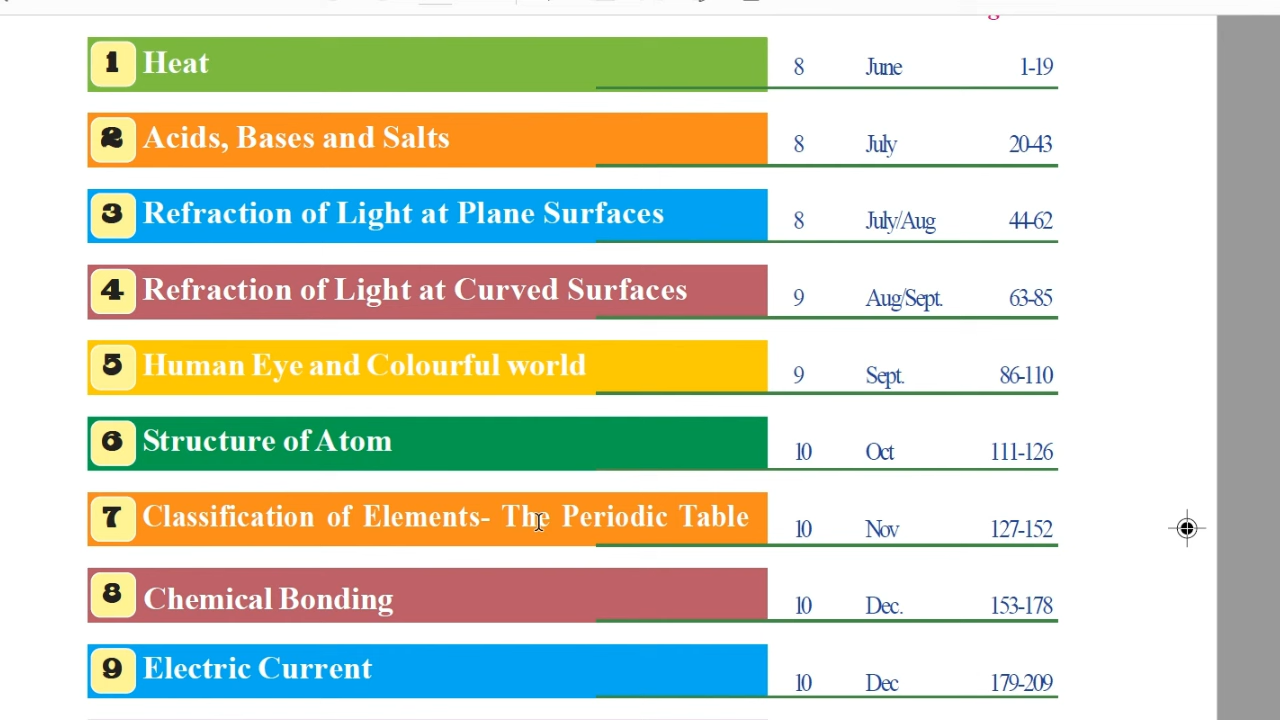 1 Heat 8 June 1-19
2 Acids, Bases and Salts 8 July 20-43
3 Refraction of Light at Plane Surfaces 8 July/Aug 44-62
4 Refraction of Light at Curved Surfaces 9 Aug/Sept. 63-85
5 Human Eye and Colourful world 9 Sept. 86-110
6 Structure of Atom 10 Oct 111-126
7 Classification of Elements- The Periodic Table 10 Nov 127-152
8 Chemical Bonding 10 Dec. 153-178
9 Electric Current 10 Dec 179-209